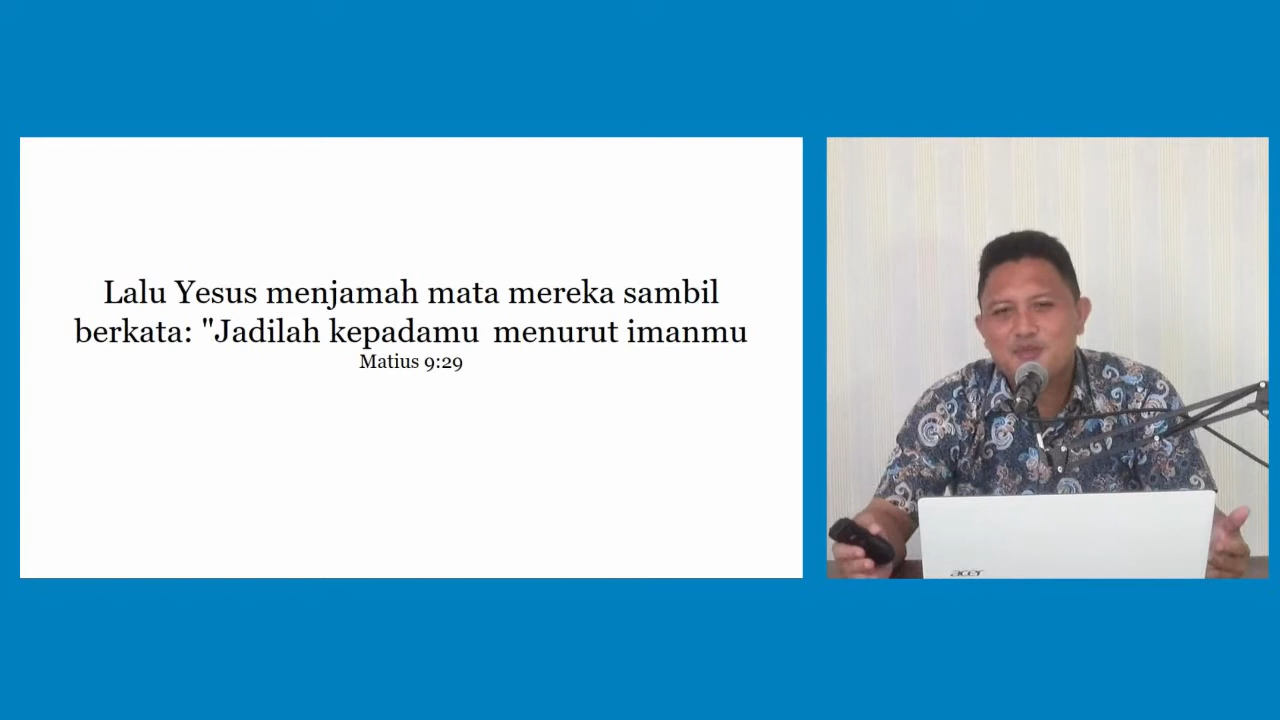 Lalu Yesus menjamah mata mereka sambil
berkata: "Jadilah kepadamu menurut imanmu
Matius 9:29
acer